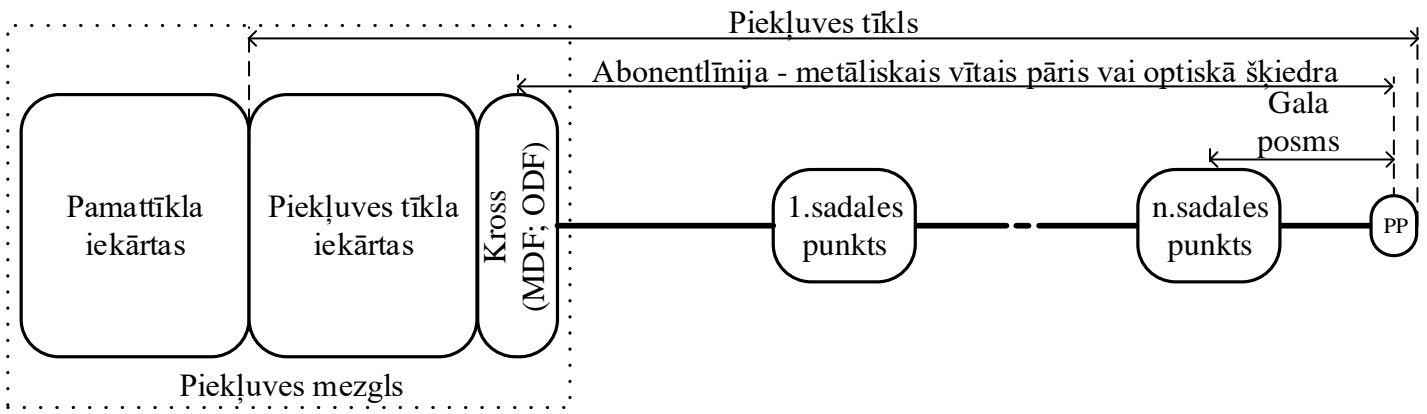 Piekļuves tīkls
Abonentlīnija - metāliskais vītais pāris vai optiskā šķiedra
Gala
posms
Pamattīkla
iekārtas
Piekļuves tīkla
iekārtas
Kross
(MDF; ODF)
1.sadales
punkts
n.sadales
punkts
PP
Piekļuves mezgls